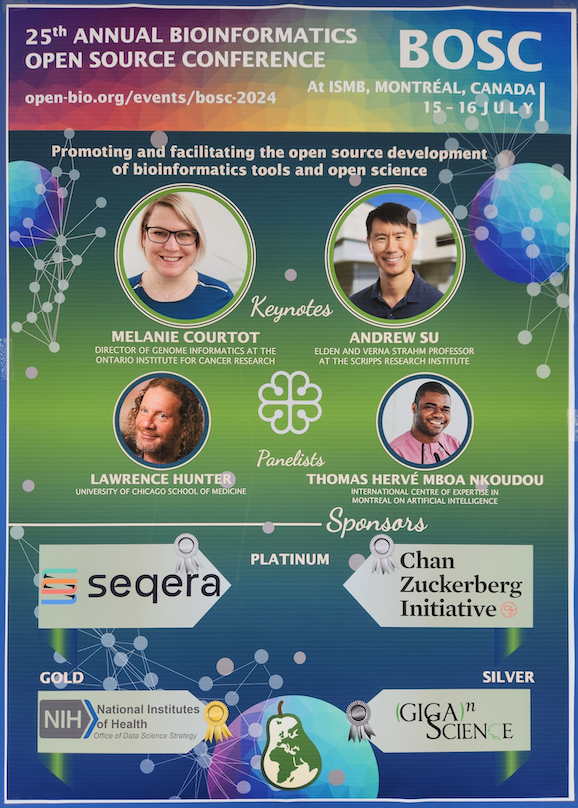 25th ANNUAL BIOINFORMATICS
OPEN SOURCE CONFERENCE
open-bio.org/events/bosc-2024
BOSC
At ISMB, MONTRÉAL, CANADA
15 – 16 JULY
Promoting and facilitating the open source development
of bioinformatics tools and open science
Keynotes
MELANIE COURTOT
DIRECTOR OF GENOME INFORMATICS AT THE
ONTARIO INSTITUTE FOR CANCER RESEARCH
ANDREW SU
ELDEN AND VERNA STRAHM PROFESSOR
AT THE SCRIPPS RESEARCH INSTITUTE
Panelists
LAWRENCE HUNTER
UNIVERSITY OF CHICAGO SCHOOL OF MEDICINE
THOMAS HERVÉ MBOA NKOUDOU
INTERNATIONAL CENTRE OF EXPERTISE IN
MONTREAL ON ARTIFICIAL INTELLIGENCE
Sponsors
PLATINUM
seqera
Chan
Zuckerberg
Initiative
GOLD
NIH
National Institutes
of Health
Office of Data Science Strategy
SILVER
(GIGA)n
SCIENCE